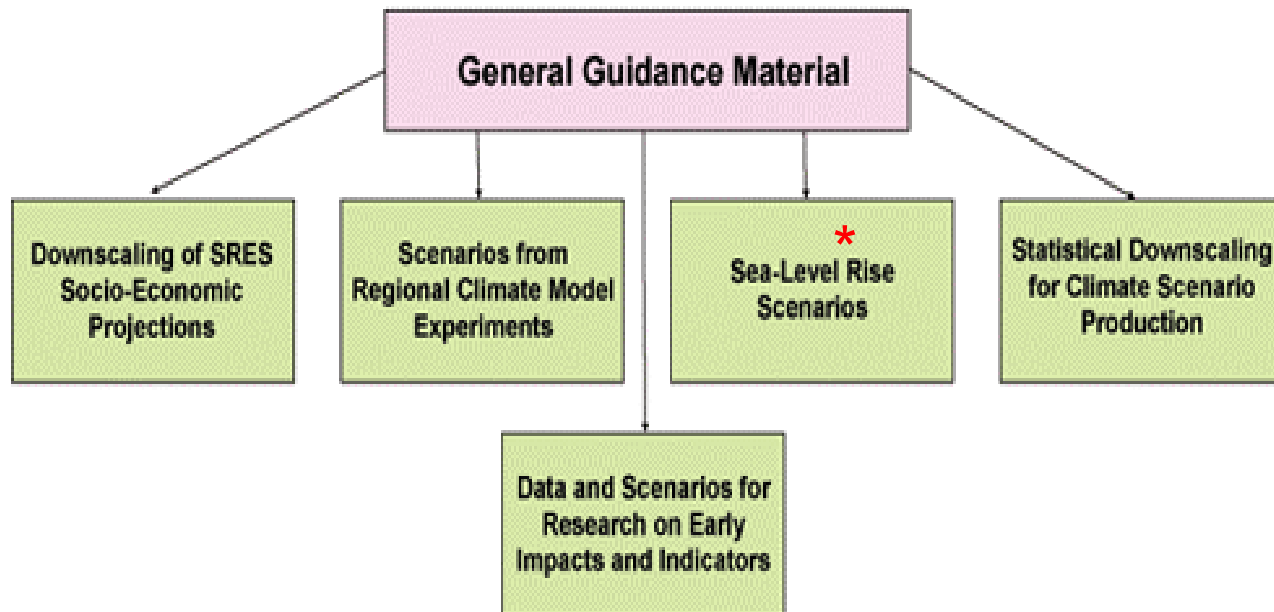 General Guidance Material
Downscaling of SRES
Socio-Economic
Projections
Scenarios from
Regional Climate Model
Experiments
*
Sea-Level Rise
Scenarios
Statistical Downscaling
for Climate Scenario
Production
Data and Scenarios for
Research on Early
Impacts and Indicators